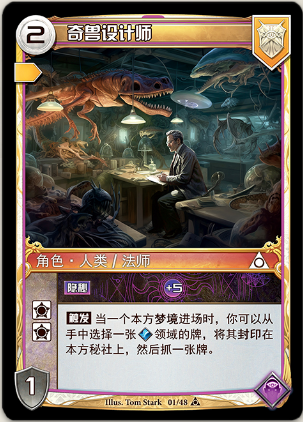 2
奇兽设计师
角色·人类/法师
隐趣 +5
触发 当一个本方梦境进场时，你可以从
手中选择一张领域的牌，将其封印在
本方秘社上，然后抓一张牌。
1
Illus. Tom Stark 01/48